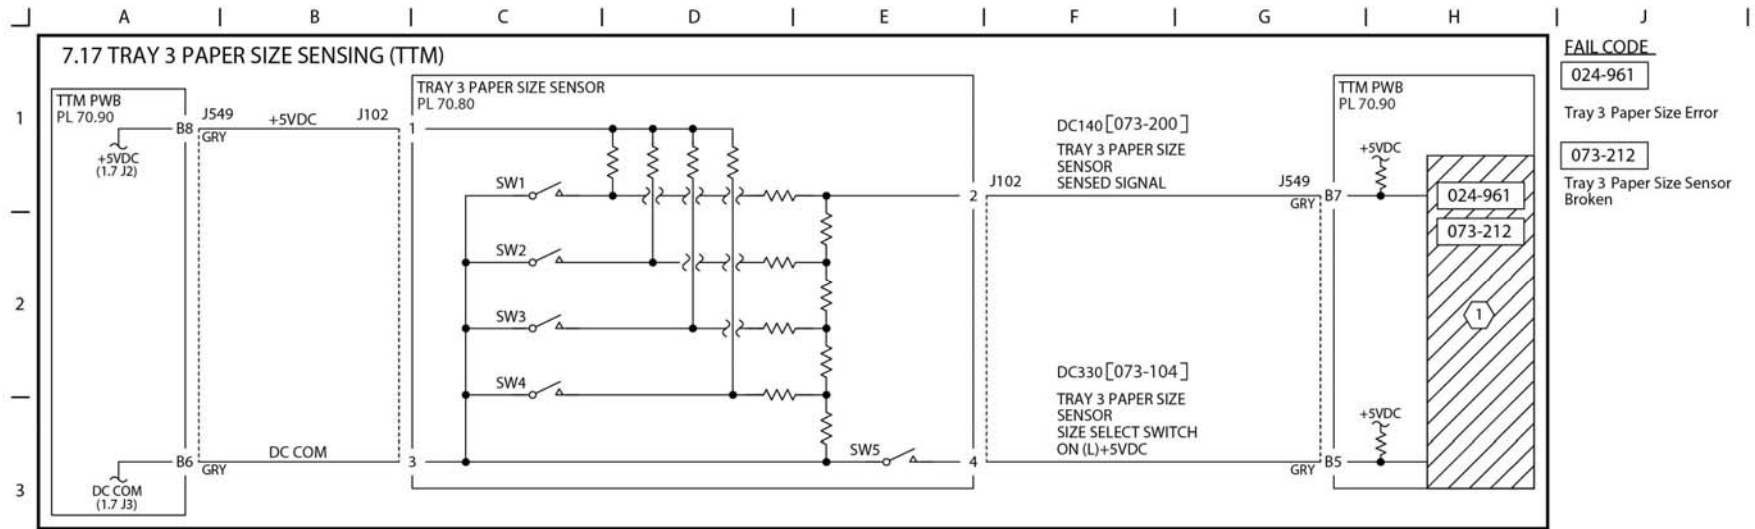 A B C D E F G H J
1
2
3
7.17 TRAY 3 PAPER SIZE SENSING (TTM)
TTM PWB
PL 70.90
B8
+5VDC
(1.7 J2)
B6
DC COM
(1.7 J3)
J549
GRY
+5VDC
J102
GRY
DC COM
TRAY 3 PAPER SIZE SENSOR
PL 70.80
1
3
SW1
SW2
SW3
SW4
SW5
2
4
J102
DC140 [073-200]
TRAY 3 PAPER SIZE
SENSOR
SENSED SIGNAL
J549
GRY
DC330 [073-104]
TRAY 3 PAPER SIZE
SENSOR
SIZE SELECT SWITCH
ON (L)+5VDC
GRY
TTM PWB
PL 70.90
+5VDC
B7
024-961
073-212
1
+5VDC
B5
FAIL CODE
024-961
Tray 3 Paper Size Error
073-212
Tray 3 Paper Size Sensor
Broken